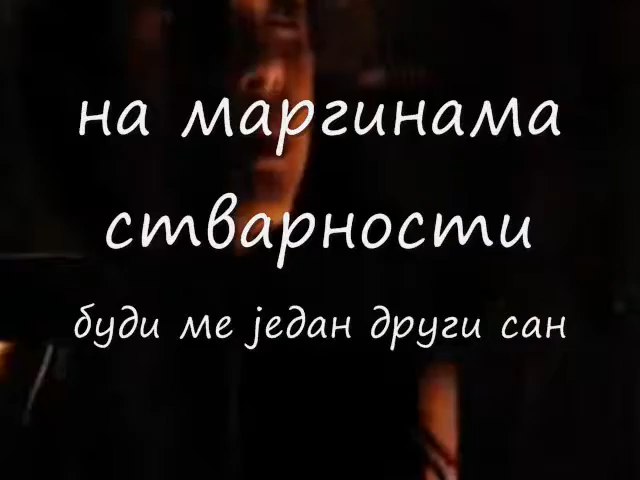 на маргинама
стварности
буди ме један други сан